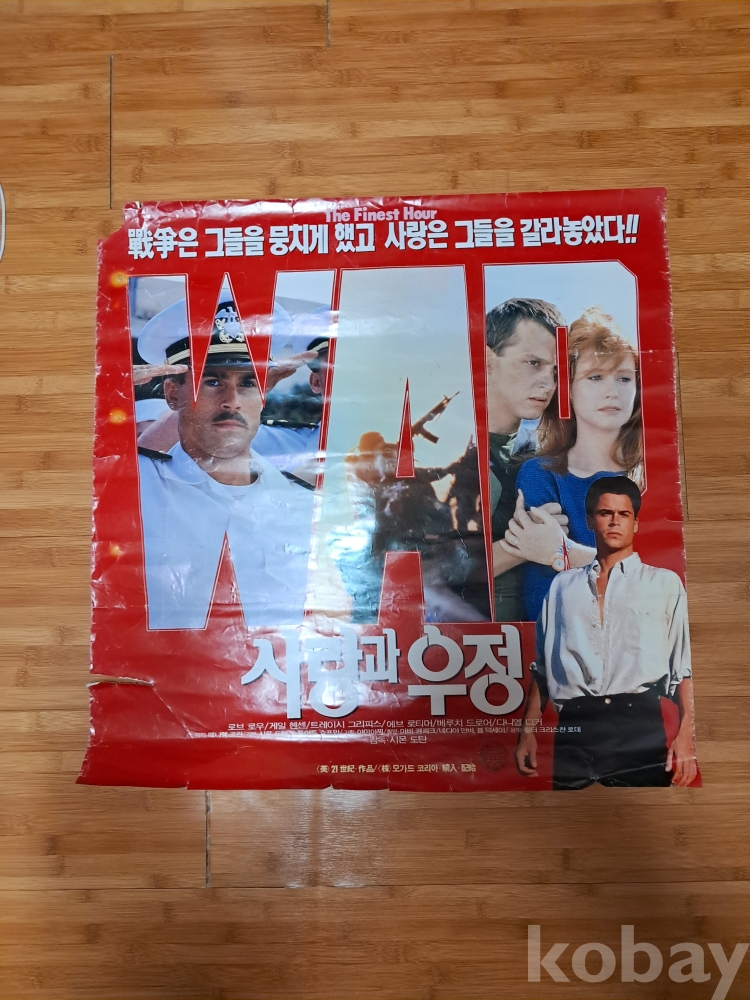 The Finest Hour
戰爭은 그들을 뭉치게 했고 사랑은 그들을 갈라놓았다!!
WAR
사랑과 우정
로브 로우/게일 핸센/트레이시 그리피스/에브 로티머/베루치 드로어/다니엘 디커
감독·시몬 도탄
(英) 21世紀·作品/(株) 모가드 코리아·輸入·配給
kobay